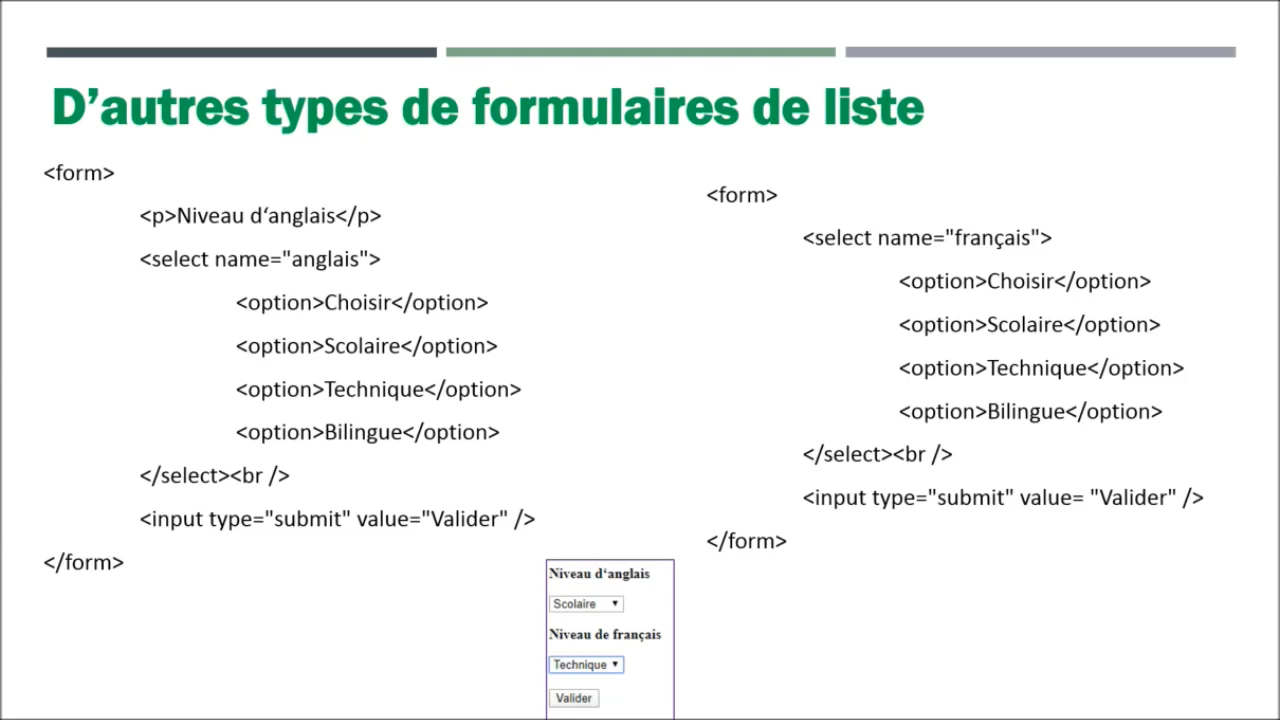 D’autres types de formulaires de liste
<form>
<p>Niveau d‘anglais</p>
<select name="anglais">
<option>Choisir</option>
<option>Scolaire</option>
<option>Technique</option>
<option>Bilingue</option>
</select><br />
<input type="submit" value="Valider" />
</form>
<form>
<select name="français">
<option>Choisir</option>
<option>Scolaire</option>
<option>Technique</option>
<option>Bilingue</option>
</select><br />
<input type="submit" value= "Valider" />
</form>
Niveau d‘anglais
Scolaire
Niveau de français
Technique
Valider